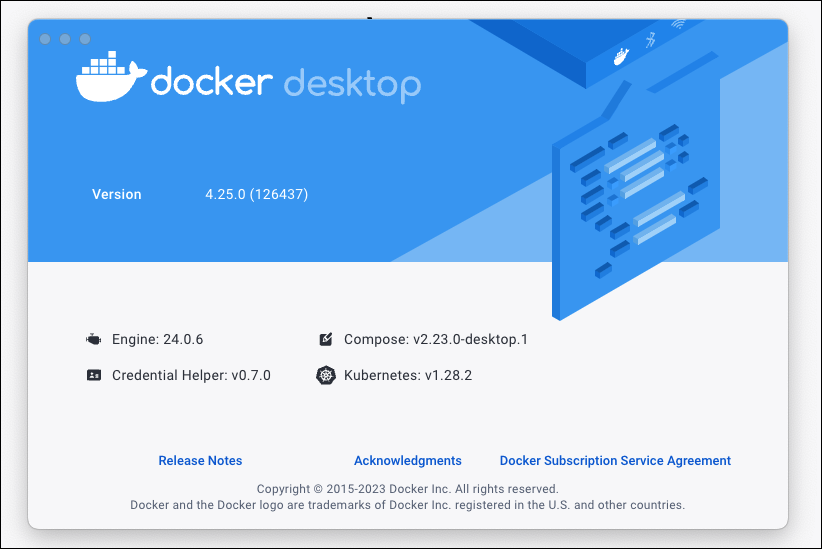 docker desktop
Version 4.25.0 (126437)
Engine: 24.0.6 Compose: v2.23.0-desktop.1
Credential Helper: v0.7.0 Kubernetes: v1.28.2
Release Notes Acknowledgments Docker Subscription Service Agreement
Copyright © 2015-2023 Docker Inc. All rights reserved.
Docker and the Docker logo are trademarks of Docker Inc. registered in the U.S. and other countries.